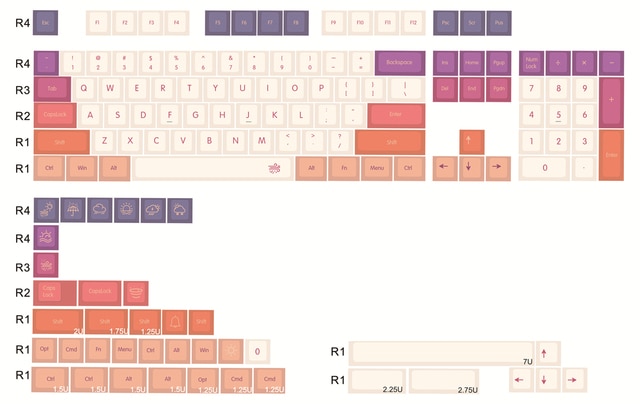 R4 Esc F1 F2 F3 F4 F5 F6 F7 F8 F9 F10 F11 F12 Psc Scr Pos
R4 ~ ` ! 1 @ 2 # 3 $ 4 % 5 ^ 6 & 7 * 8 ( 9 ) 0 Backspace Ins Home Pgup Num Lock ÷ × −
R3 Tab Q W E R T Y U I O P Del End Pgdn 7 8 9 +
R2 CapsLock A S D F G H J K L Enter 4 5 6
R1 Shift Z X C V B N M < , > . ? / Shift ↑ 1 2 3 Enter
R1 Ctrl Win Alt Alt Fn Menu Ctrl ← ↓ → 0 .
R4
R4
R3
R2 Caps Lock CapsLock
R1 Shift 2U Shift 1.75U Shift 1.25U Shift
R1 Opt Cmd Fn Menu Ctrl Alt Win 0
R1 Ctrl 1.5U Ctrl 1.5U Alt 1.5U Alt 1.5U Opt 1.25U Cmd 1.25U Cmd 1.25U
R1 7U ↑
R1 2.25U 2.75U ← ↓ →